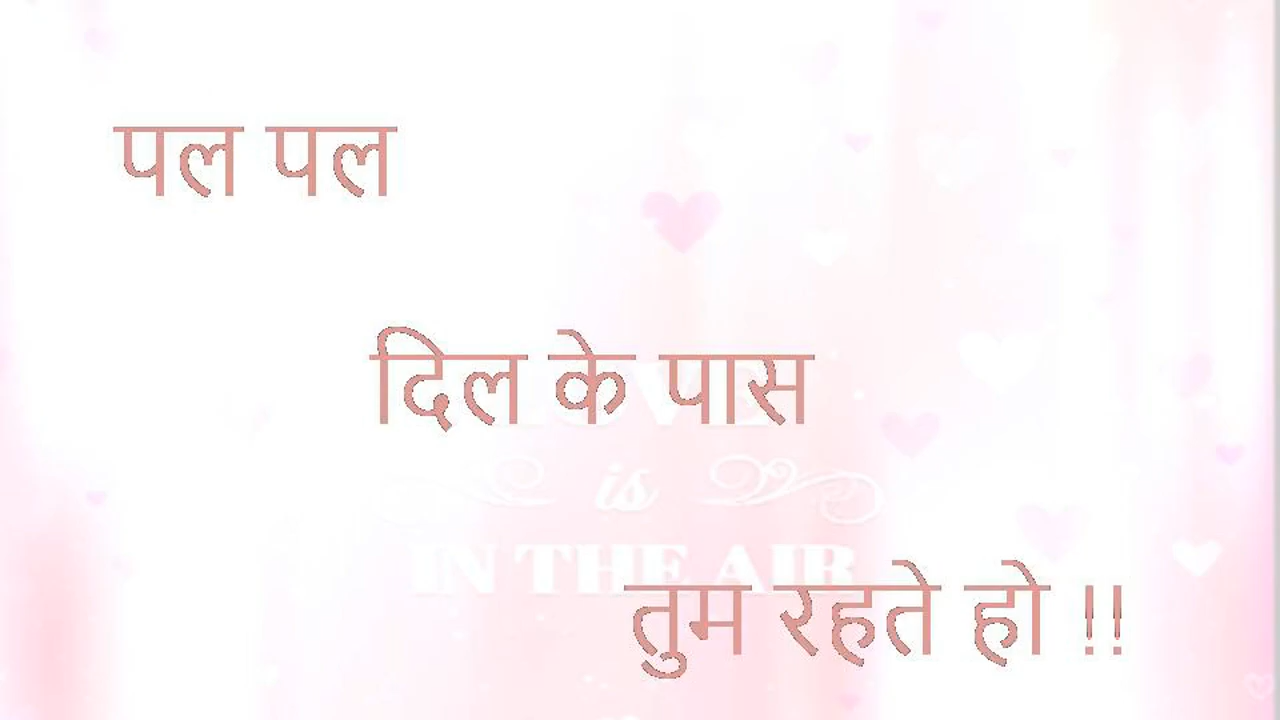 पल पल
दिल के पास
LOVE
is
IN THE AIR
तुम रहते हो !!